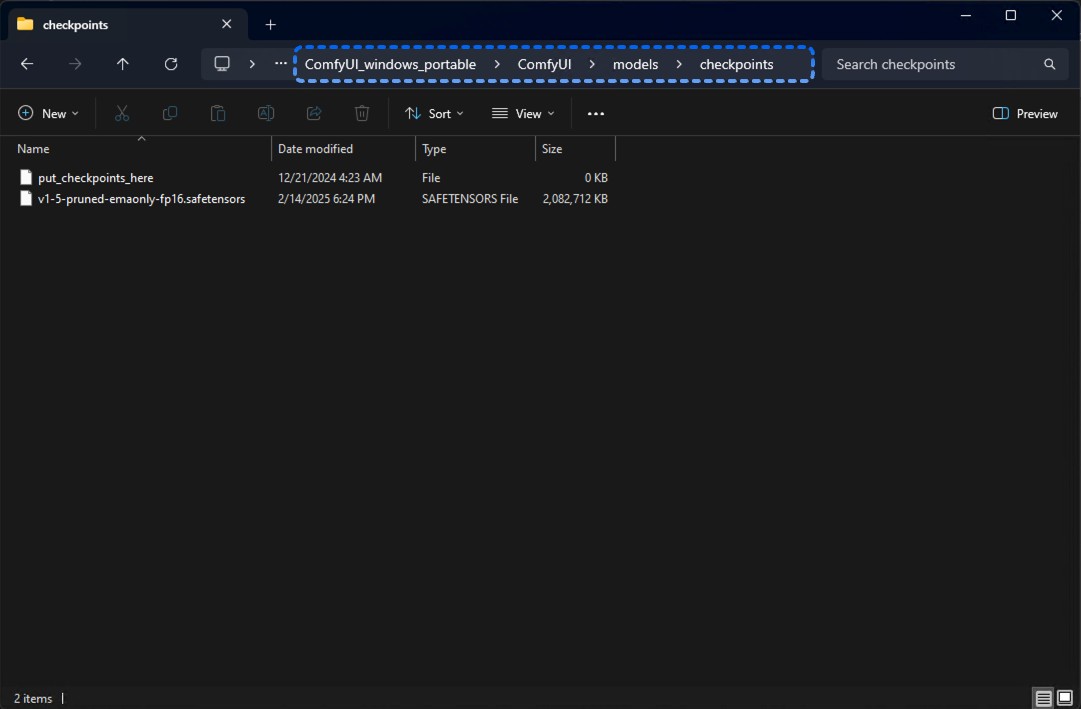 checkpoints
ComfyUI_windows_portable > ComfyUI > models > checkpoints
Search checkpoints
New
Sort
View
Preview
Name Date modified Type Size
put_checkpoints_here 12/21/2024 4:23 AM File 0 KB
v1-5-pruned-emaonly-fp16.safetensors 2/14/2025 6:24 PM SAFETENSORS File 2,082,712 KB
2 items